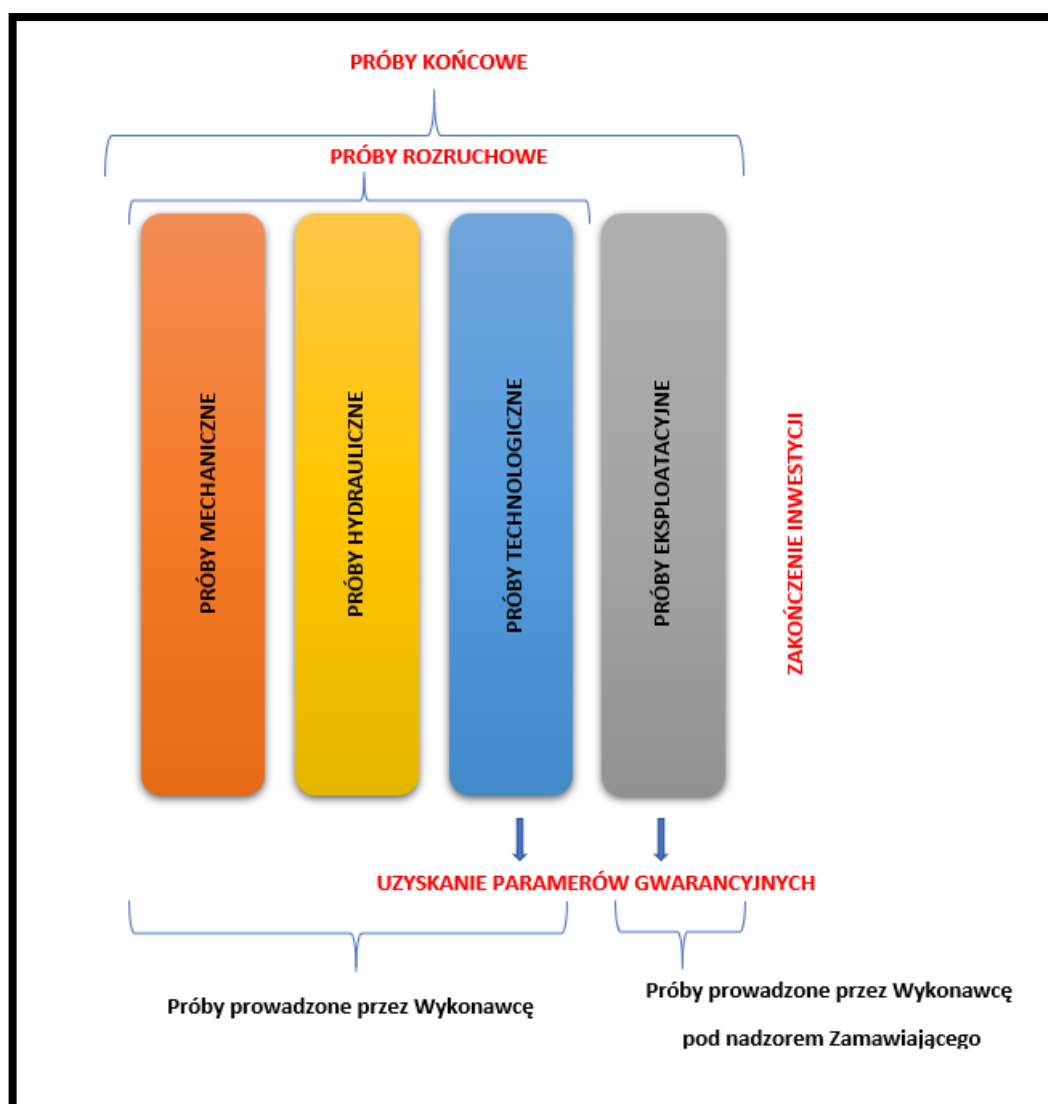 PRÓBY KOŃCOWE
PRÓBY ROZRUCHOWE
PRÓBY MECHANICZNE
PRÓBY HYDRAULICZNE
PRÓBY TECHNOLOGICZNE
PRÓBY EKSPLOATACYJNE
ZAKOŃCZENIE INWESTYCJI
UZYSKANIE PARAMERÓW GWARANCYJNYCH
Próby prowadzone przez Wykonawcę
Próby prowadzone przez Wykonawcę
pod nadzorem Zamawiającego